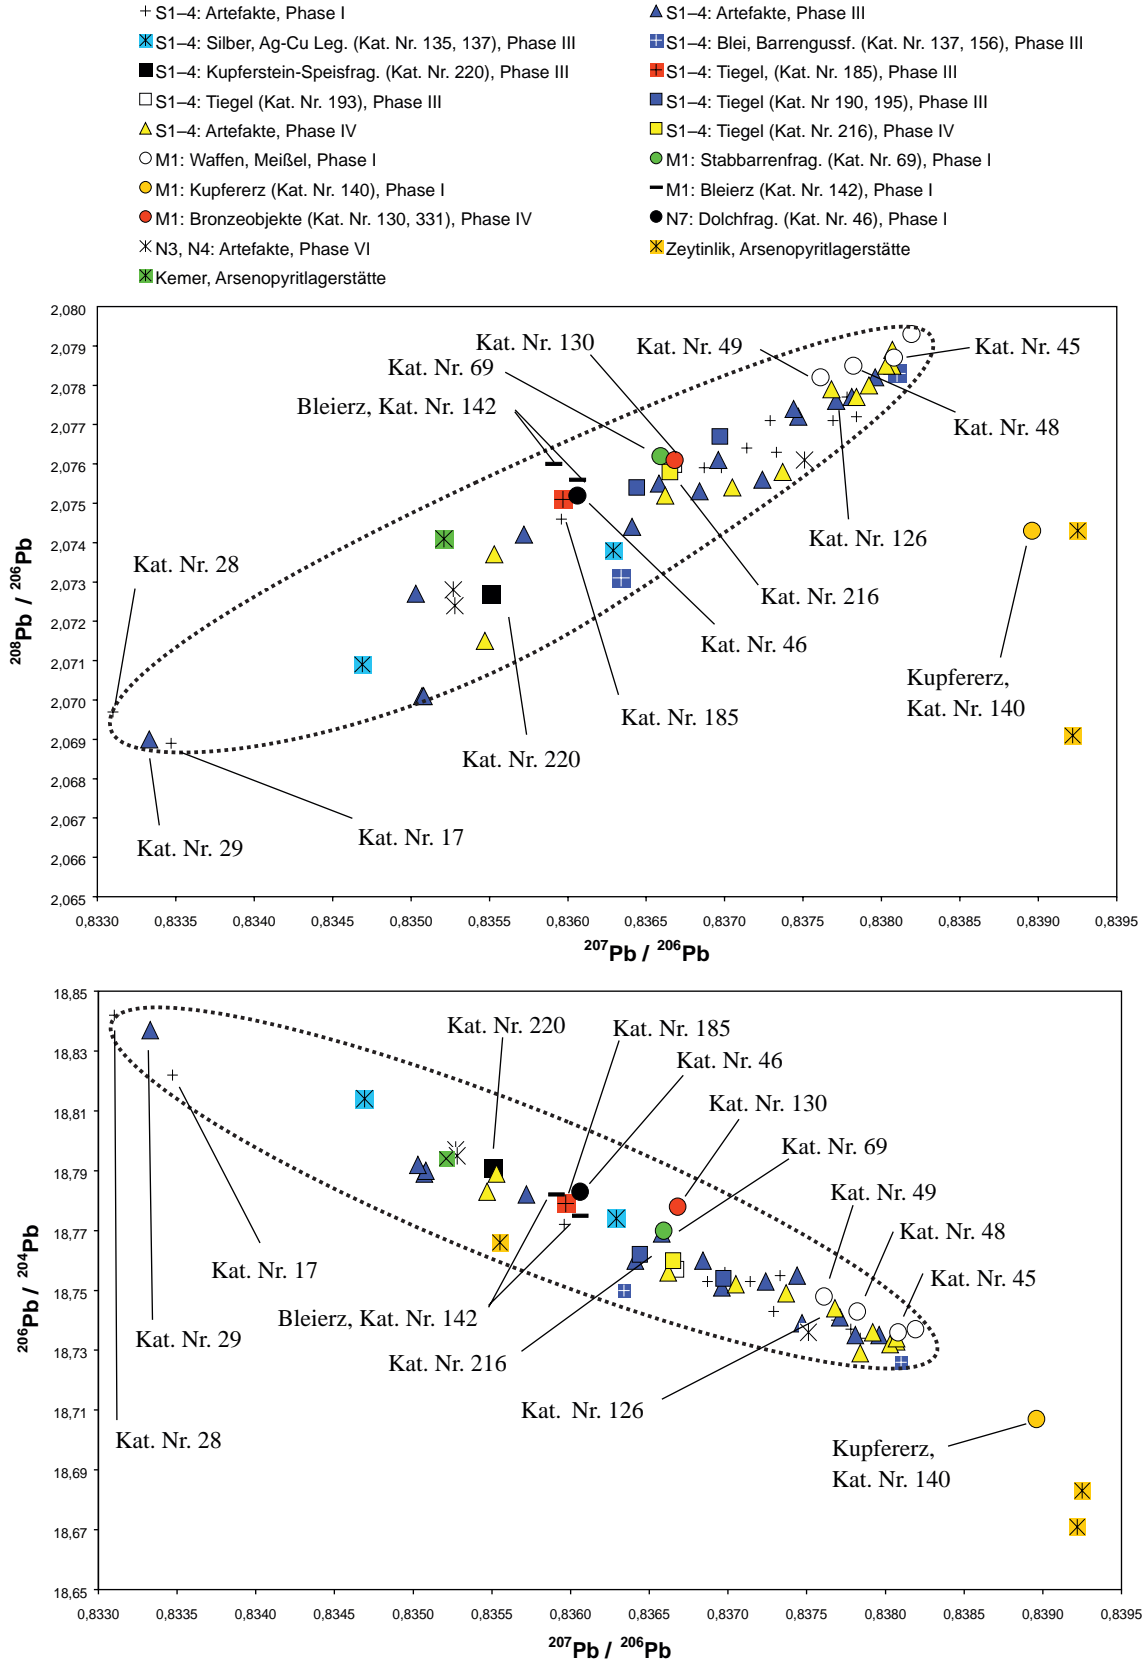 S1–4: Artefakte, Phase I
S1–4: Artefakte, Phase III
S1–4: Silber, Ag-Cu Leg. (Kat. Nr. 135, 137), Phase III
S1–4: Blei, Barrengussf. (Kat. Nr. 137, 156), Phase III
S1–4: Kupferstein-Speisfrag. (Kat. Nr. 220), Phase III
S1–4: Tiegel, (Kat. Nr. 185), Phase III
S1–4: Tiegel (Kat. Nr. 193), Phase III
S1–4: Tiegel (Kat. Nr 190, 195), Phase III
S1–4: Artefakte, Phase IV
S1–4: Tiegel (Kat. Nr. 216), Phase IV
M1: Waffen, Meißel, Phase I
M1: Stabbarrenfrag. (Kat. Nr. 69), Phase I
M1: Kupfererz (Kat. Nr. 140), Phase I
M1: Bleierz (Kat. Nr. 142), Phase I
M1: Bronzeobjekte (Kat. Nr. 130, 331), Phase IV
N7: Dolchfrag. (Kat. Nr. 46), Phase I
N3, N4: Artefakte, Phase VI
Zeytinlik, Arsenopyritlagerstätte
Kemer, Arsenopyritlagerstätte
2,080
2,079
2,078
2,077
2,076
2,075
2,074
2,073
2,072
2,071
2,070
2,069
2,068
2,067
2,066
2,065
208Pb / 206Pb
Kat. Nr. 130
Kat. Nr. 49
Kat. Nr. 45
Kat. Nr. 69
Bleierz, Kat. Nr. 142
Kat. Nr. 48
Kat. Nr. 126
Kat. Nr. 28
Kat. Nr. 216
Kat. Nr. 46
Kupfererz,
Kat. Nr. 140
Kat. Nr. 185
Kat. Nr. 220
Kat. Nr. 17
Kat. Nr. 29
0,8330 0,8335 0,8340 0,8345 0,8350 0,8355 0,8360 0,8365 0,8370 0,8375 0,8380 0,8385 0,8390 0,8395
207Pb / 206Pb
18,85
18,83
18,81
18,79
18,77
18,75
18,73
18,71
18,69
18,67
18,65
206Pb / 204Pb
Kat. Nr. 220
Kat. Nr. 185
Kat. Nr. 46
Kat. Nr. 130
Kat. Nr. 69
Kat. Nr. 49
Kat. Nr. 48
Kat. Nr. 45
Kat. Nr. 17
Bleierz, Kat. Nr. 142
Kat. Nr. 29
Kat. Nr. 216
Kat. Nr. 126
Kat. Nr. 28
Kupfererz,
Kat. Nr. 140
0,8330 0,8335 0,8340 0,8345 0,8350 0,8355 0,8360 0,8365 0,8370 0,8375 0,8380 0,8385 0,8390 0,8395
207Pb / 206Pb